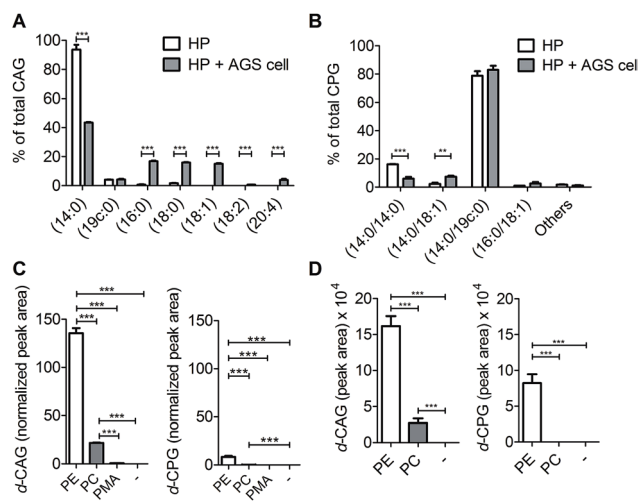 A
B
% of total CAG
100
80
60
40
20
0
HP
HP + AGS cell
***
***
***
***
***
***
(14:0)
(19c:0)
(16:0)
(18:0)
(18:1)
(18:2)
(20:4)
% of total CPG
100
80
60
40
20
0
HP
HP + AGS cell
***
**
(14:0/14:0)
(14:0/18:1)
(14:0/19c:0)
(16:0/18:1)
Others
C
D
d-CAG (normalized peak area)
150
100
50
0
***
***
***
***
***
PE
PC
PMA
-
d-CPG (normalized peak area)
150
100
50
0
***
***
***
***
PE
PC
PMA
-
d-CAG (peak area) x 10⁴
20
15
10
5
0
***
***
***
PE
PC
-
d-CPG (peak area) x 10⁴
20
15
10
5
0
***
***
PE
PC
-